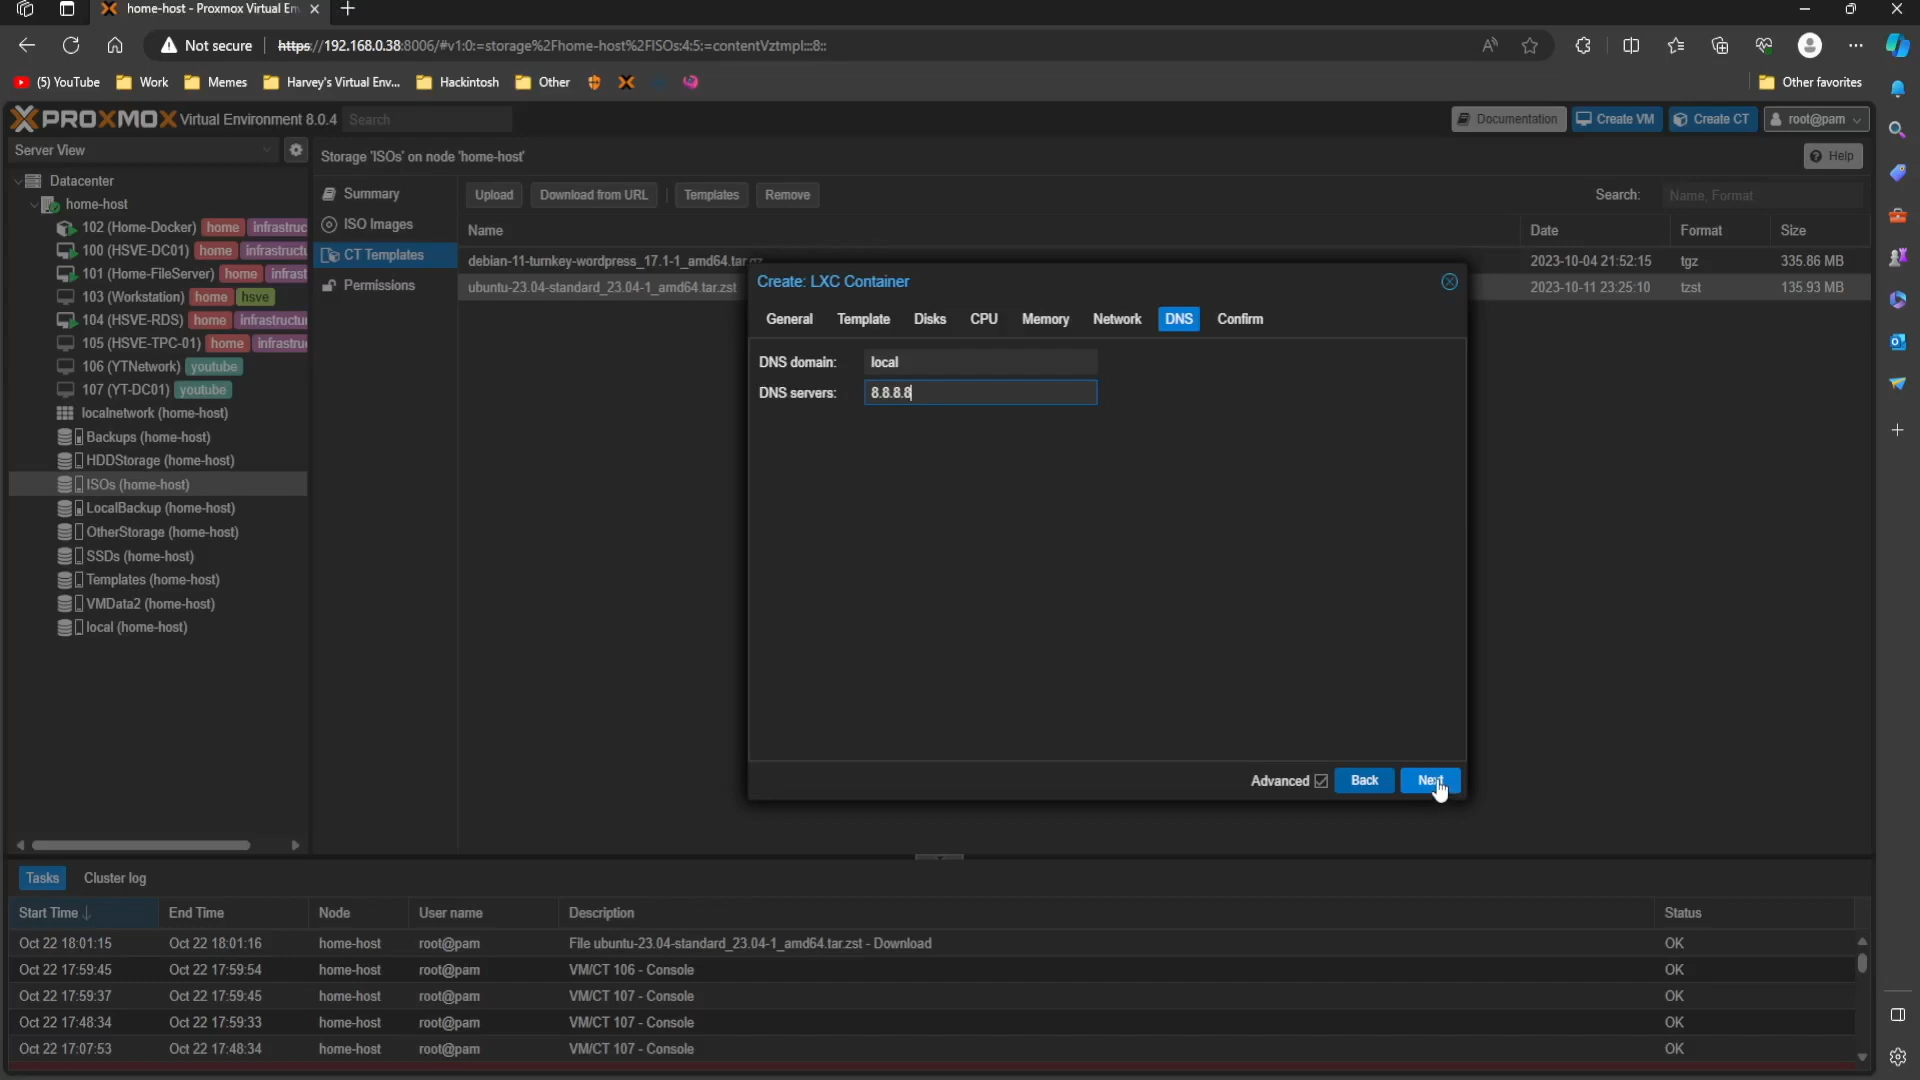 home-host - Proxmox Virtual En
Not secure https://192.168.0.38:8006/#v1:0:=storage%2Fhome-host%2FISOs:4:5:=contentVztmpl:::8::
(5) YouTube Work Memes Harvey's Virtual Env... Hackintosh Other Other favorites
PROXMOX Virtual Environment 8.0.4 Search Documentation Create VM Create CT root@pam
Server View Storage 'ISOs' on node 'home-host' Help
Datacenter
home-host
102 (Home-Docker) home infrastruc
100 (HSVE-DC01) home infrastructu
101 (Home-FileServer) home infrast
103 (Workstation) home hsve
104 (HSVE-RDS) home infrastructu
105 (HSVE-TPC-01) home infrastru
106 (YTNetwork) youtube
107 (YT-DC01) youtube
localnetwork (home-host)
Backups (home-host)
HDDStorage (home-host)
ISOs (home-host)
LocalBackup (home-host)
OtherStorage (home-host)
SSDs (home-host)
Templates (home-host)
VMData2 (home-host)
local (home-host)
Summary
ISO Images
CT Templates
Permissions
Upload Download from URL Templates Remove Search: Name, Format
Name Date Format Size
debian-11-turnkey-wordpress_17.1-1_amd64.tar.gz 2023-10-04 21:52:15 tgz 335.86 MB
ubuntu-23.04-standard_23.04-1_amd64.tar.zst 2023-10-11 23:25:10 tzst 135.93 MB
Create: LXC Container
General Template Disks CPU Memory Network DNS Confirm
DNS domain: local
DNS servers: 8.8.8.8
Advanced Back Next
Tasks Cluster log
Start Time End Time Node User name Description Status
Oct 22 18:01:15 Oct 22 18:01:16 home-host root@pam File ubuntu-23.04-standard_23.04-1_amd64.tar.zst - Download OK
Oct 22 17:59:45 Oct 22 17:59:54 home-host root@pam VM/CT 106 - Console OK
Oct 22 17:59:37 Oct 22 17:59:45 home-host root@pam VM/CT 107 - Console OK
Oct 22 17:48:34 Oct 22 17:59:33 home-host root@pam VM/CT 107 - Console OK
Oct 22 17:07:53 Oct 22 17:48:34 home-host root@pam VM/CT 107 - Console OK